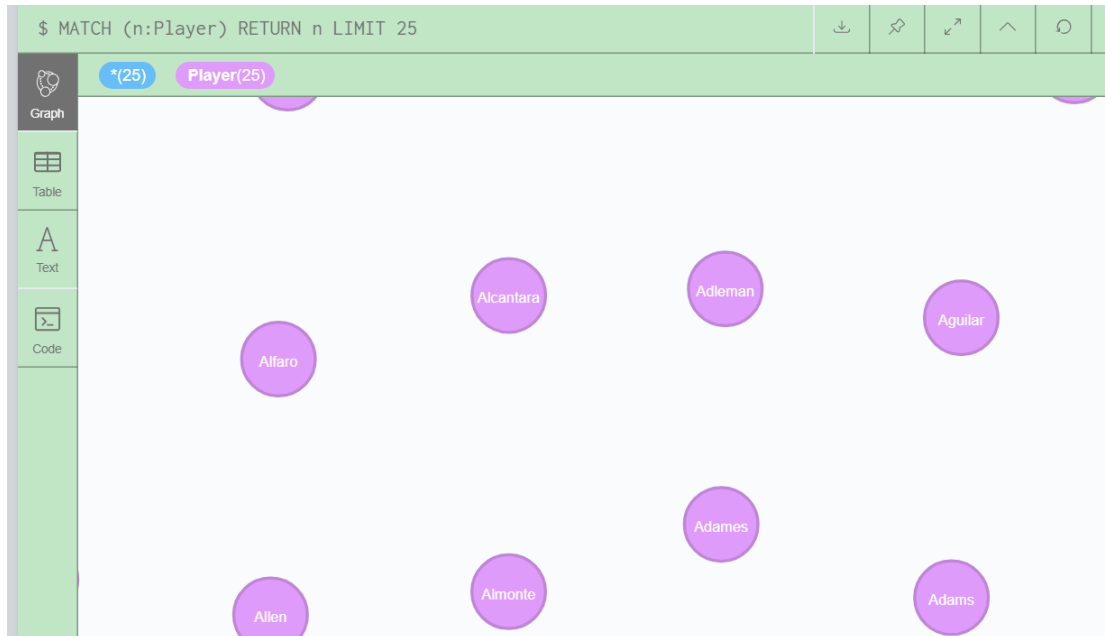 $ MATCH (n:Player) RETURN n LIMIT 25
*(25) Player(25)
Graph
Table
A
Text
>_
Code
Alcantara
Adleman
Aguilar
Alfaro
Adames
Almonte
Adams
Allen